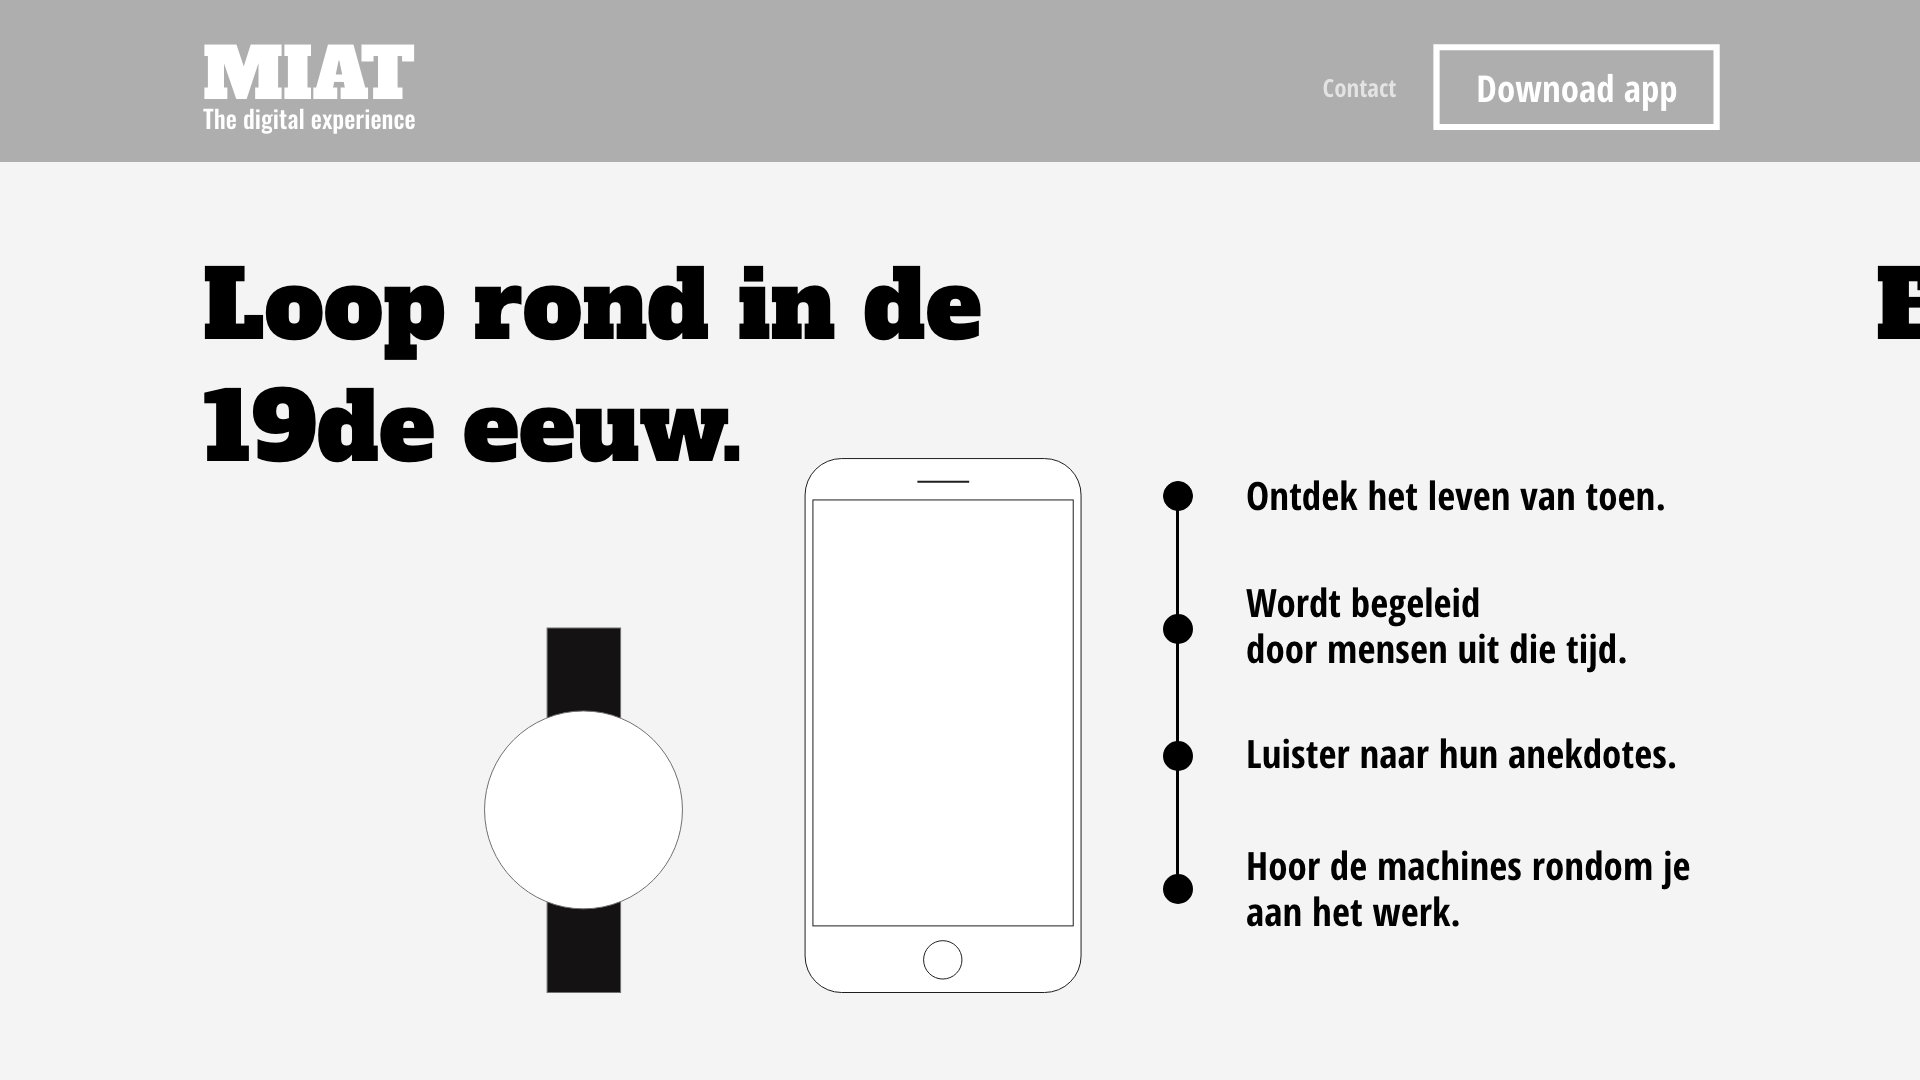 MIAT
The digital experience
Contact
Downoad app
Loop rond in de
19de eeuw.
Ontdek het leven van toen.
Wordt begeleid
door mensen uit die tijd.
Luister naar hun anekdotes.
Hoor de machines rondom je
aan het werk.